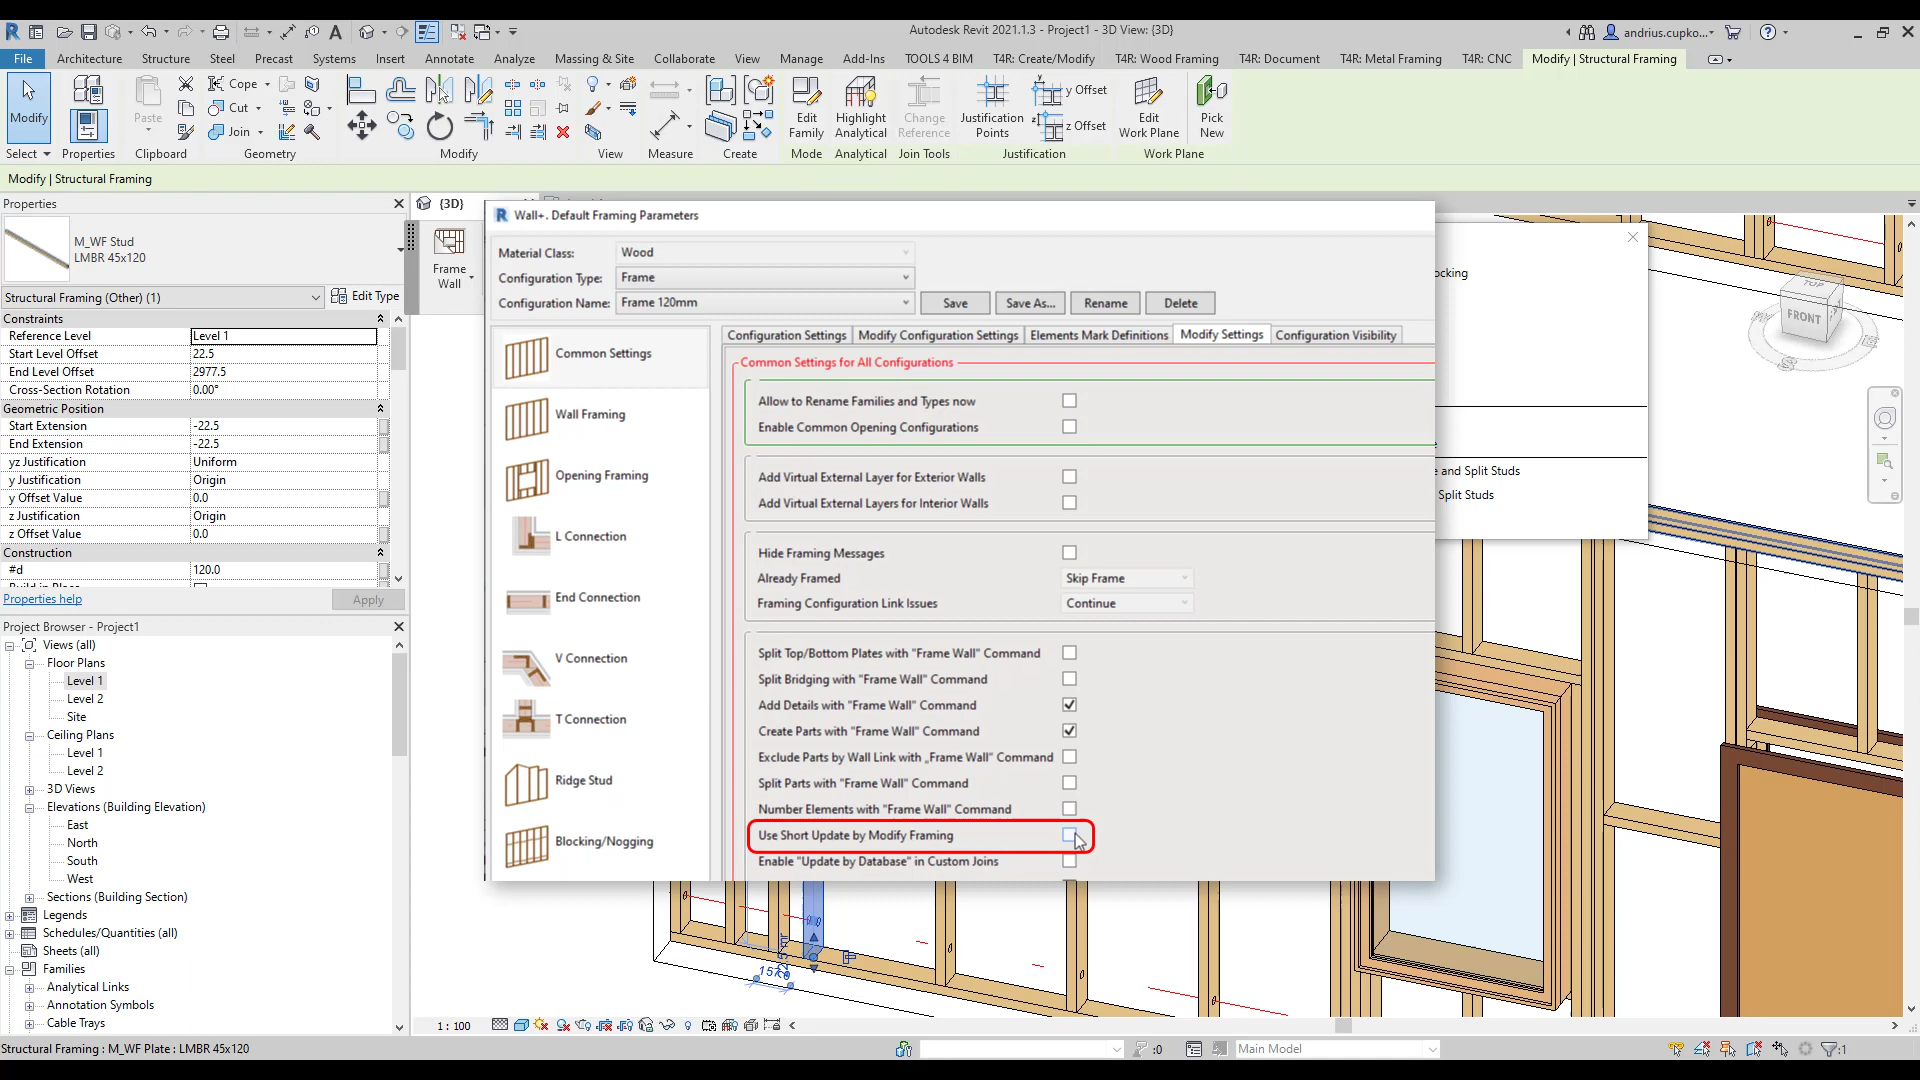 Autodesk Revit 2021.1.3 - Project1 - 3D View: {3D}
andrius.cupko...
File
Architecture
Structure
Steel
Precast
Systems
Insert
Annotate
Analyze
Massing & Site
Collaborate
View
Manage
Add-Ins
TOOLS 4 BIM
T4R: Create/Modify
T4R: Wood Framing
T4R: Document
T4R: Metal Framing
T4R: CNC
Modify | Structural Framing
Modify
Paste
Cope
Cut
Join
Edit Family
Highlight Analytical
Change Reference
Justification Points
y Offset
z Offset
Edit Work Plane
Pick New
Select
Properties
Clipboard
Geometry
Modify
View
Measure
Create
Mode
Analytical
Join Tools
Justification
Work Plane
Modify | Structural Framing
Properties
M_WF Stud
LMBR 45x120
Structural Framing (Other) (1)
Edit Type
Constraints
Reference Level Level 1
Start Level Offset 22.5
End Level Offset 2977.5
Cross-Section Rotation 0.00°
Geometric Position
Start Extension -22.5
End Extension -22.5
yz Justification Uniform
y Justification Origin
y Offset Value 0.0
z Justification Origin
z Offset Value 0.0
Construction
#d 120.0
Properties help
Apply
Project Browser - Project1
Views (all)
Floor Plans
Level 1
Level 2
Site
Ceiling Plans
Level 1
Level 2
3D Views
Elevations (Building Elevation)
East
North
South
West
Sections (Building Section)
Legends
Schedules/Quantities (all)
Sheets (all)
Families
Analytical Links
Annotation Symbols
Cable Trays
Structural Framing : M_WF Plate : LMBR 45x120
{3D}
Frame Wall
Wall+. Default Framing Parameters
Material Class: Wood
Configuration Type: Frame
Configuration Name: Frame 120mm
Save
Save As...
Rename
Delete
Common Settings
Wall Framing
Opening Framing
L Connection
End Connection
V Connection
T Connection
Ridge Stud
Blocking/Nogging
Configuration Settings
Modify Configuration Settings
Elements Mark Definitions
Modify Settings
Configuration Visibility
Common Settings for All Configurations
Allow to Rename Families and Types now
Enable Common Opening Configurations
Add Virtual External Layer for Exterior Walls
Add Virtual External Layers for Interior Walls
Hide Framing Messages
Already Framed Skip Frame
Framing Configuration Link Issues Continue
Split Top/Bottom Plates with "Frame Wall" Command
Split Bridging with "Frame Wall" Command
Add Details with "Frame Wall" Command
Create Parts with "Frame Wall" Command
Exclude Parts by Wall Link with „Frame Wall" Command
Split Parts with "Frame Wall" Command
Number Elements with "Frame Wall" Command
Use Short Update by Modify Framing
Enable "Update by Database" in Custom Joins
ocking
e and Split Studs
Split Studs
TOP
FRONT
1 : 100
:0
Main Model
:1